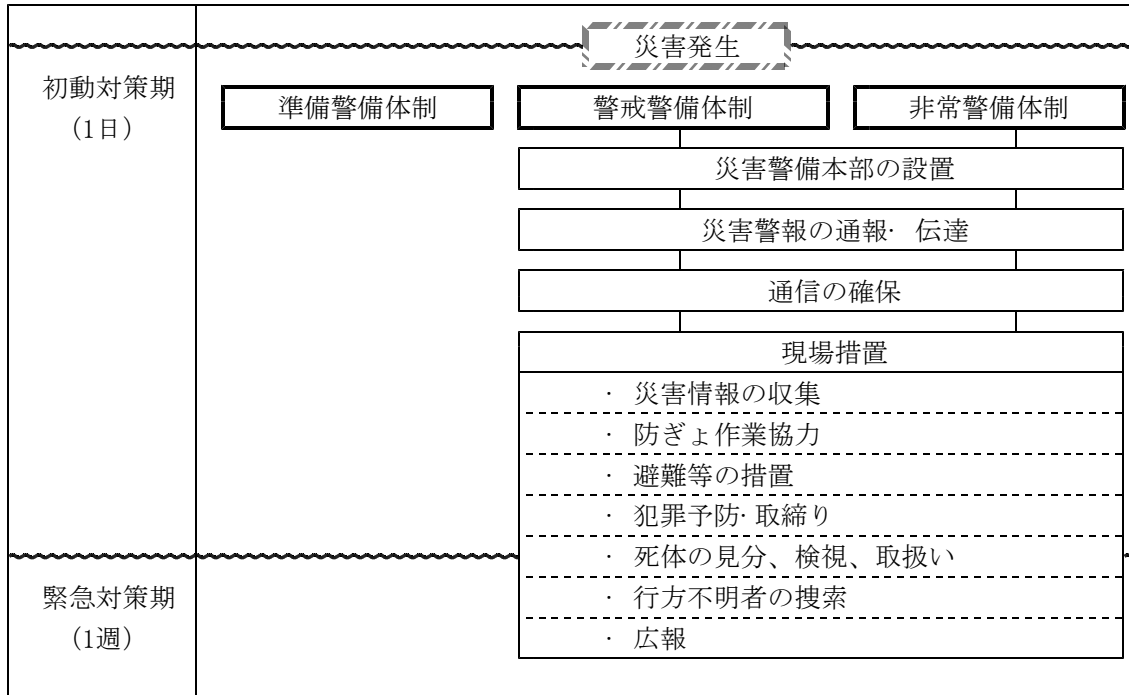 災害発生
初動対策期
（1日）
準備警備体制
警戒警備体制
非常警備体制
災害警備本部の設置
災害警報の通報・ 伝達
通信の確保
現場措置
・ 災害情報の収集
・ 防ぎょ作業協力
・ 避難等の措置
・ 犯罪予防・取締り
・ 死体の見分、検視、取扱い
・ 行方不明者の捜索
・ 広報
緊急対策期
（1週）